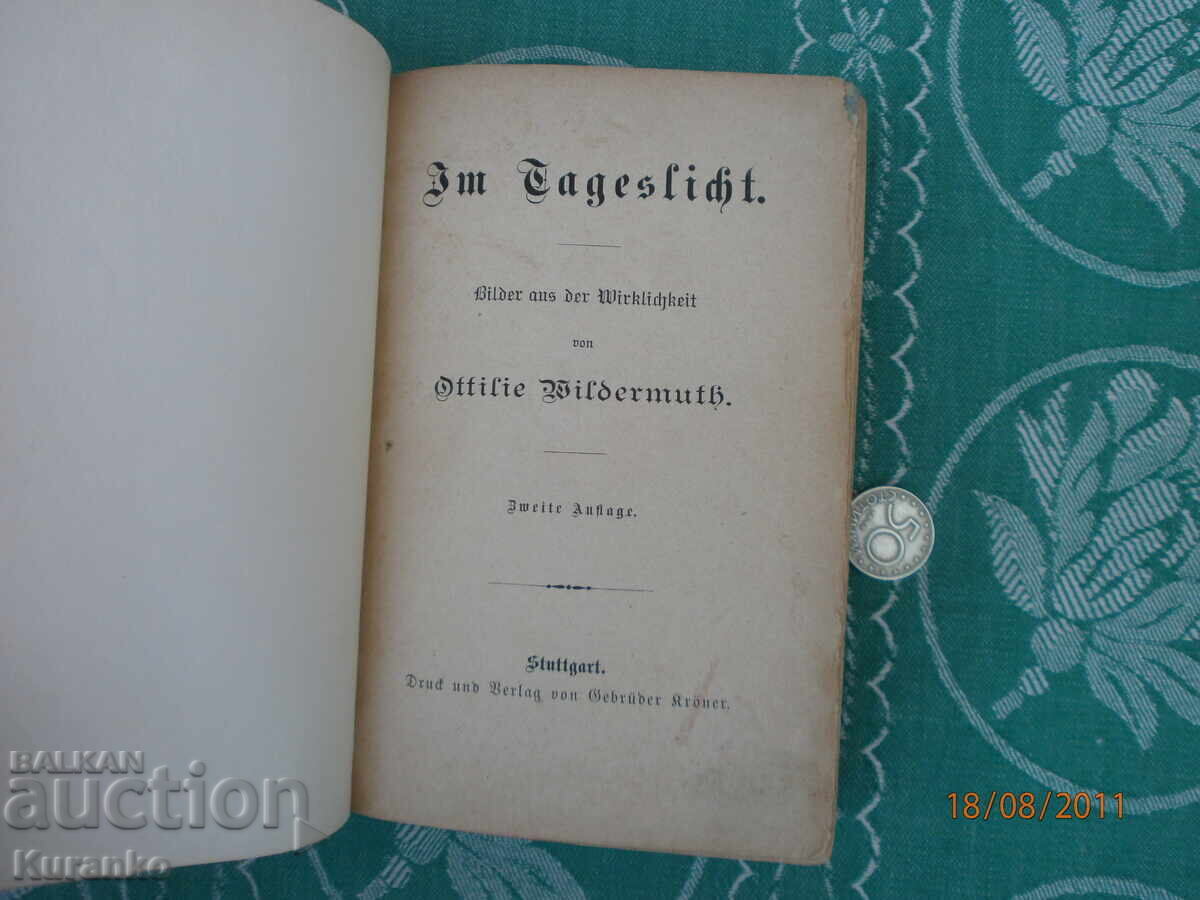 Im Tageslicht.
Bilder aus der Wirklichkeit
von
Ottilie Wildermuth.
Zweite Auflage.
Stuttgart.
Druck und Verlag von Gebrüder Kröner.
50
BALKAN
auction
Kuranko
18/08/2011